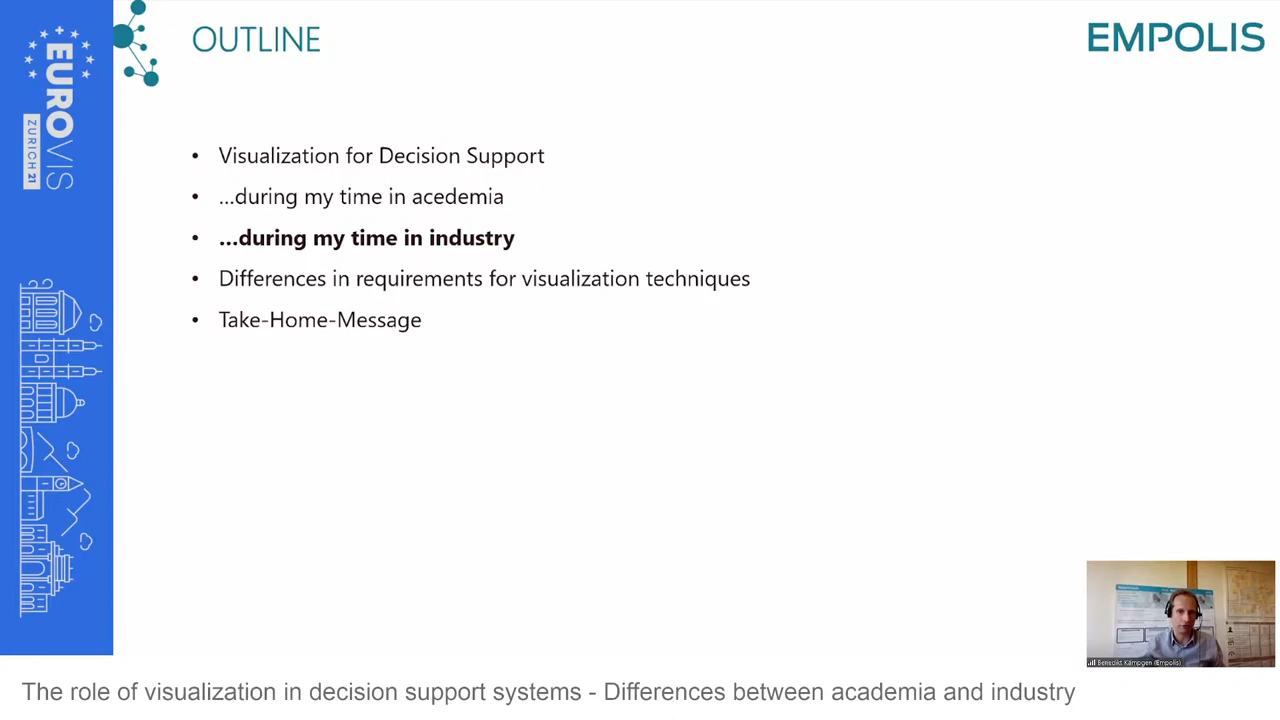 EUROVIS
ZURICH 21
OUTLINE
EMPOLIS
• Visualization for Decision Support
• ...during my time in acedemia
• ...during my time in industry
• Differences in requirements for visualization techniques
• Take-Home-Message
Benedikt Kämpgen (Empolis)
The role of visualization in decision support systems - Differences between academia and industry